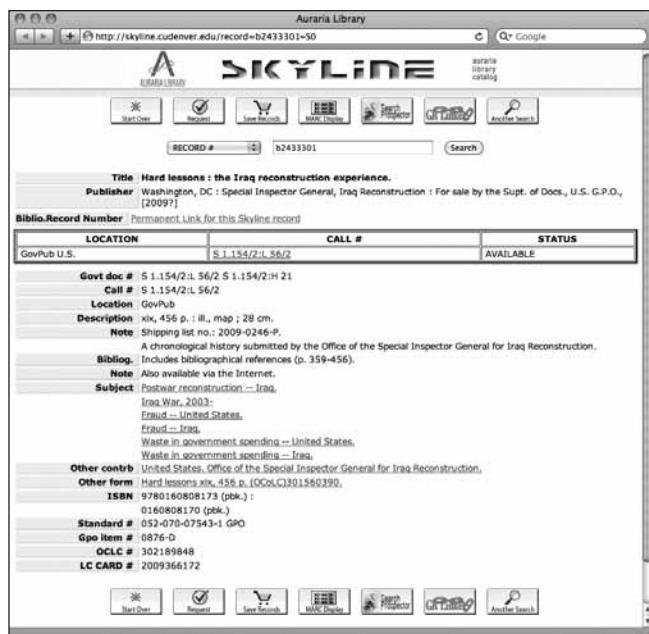 Auraria Library
http://skyline.cudenver.edu/record=b2433301~S0
Google
AURARIA LIBRARY
SKYLINE
auraria
library
catalog
Start Over Request Save Records MARC Display Search Prospector Another Search
RECORD # b2433301 Search
Title Hard lessons : the Iraq reconstruction experience.
Publisher Washington, DC : Special Inspector General, Iraq Reconstruction : For sale by the Supt. of Docs., U.S. G.P.O.,
[2009?]
Biblio.Record Number Permanent Link for this Skyline record
LOCATION CALL # STATUS
GovPub U.S. S 1.154/2:L 56/2 AVAILABLE
Govt doc # S 1.154/2:L 56/2 S 1.154/2:H 21
Call # S 1.154/2:L 56/2
Location GovPub
Description xix, 456 p. : ill., map ; 28 cm.
Note Shipping list no.: 2009-0246-P.
A chronological history submitted by the Office of the Special Inspector General for Iraq Reconstruction.
Bibliog. Includes bibliographical references (p. 359-456).
Note Also available via the Internet.
Subject Postwar reconstruction -- Iraq.
Iraq War, 2003-
Fraud -- United States.
Fraud -- Iraq.
Waste in government spending -- United States.
Waste in government spending -- Iraq.
Other contrb United States. Office of the Special Inspector General for Iraq Reconstruction.
Other form Hard lessons xix, 456 p. (OCoLC)301560390.
ISBN 9780160808173 (pbk.) :
0160808170 (pbk.)
Standard # 052-070-07543-1 GPO
Gpo item # 0876-D
OCLC # 302189848
LC CARD # 2009366172
Start Over Request Save Records MARC Display Search Prospector Another Search